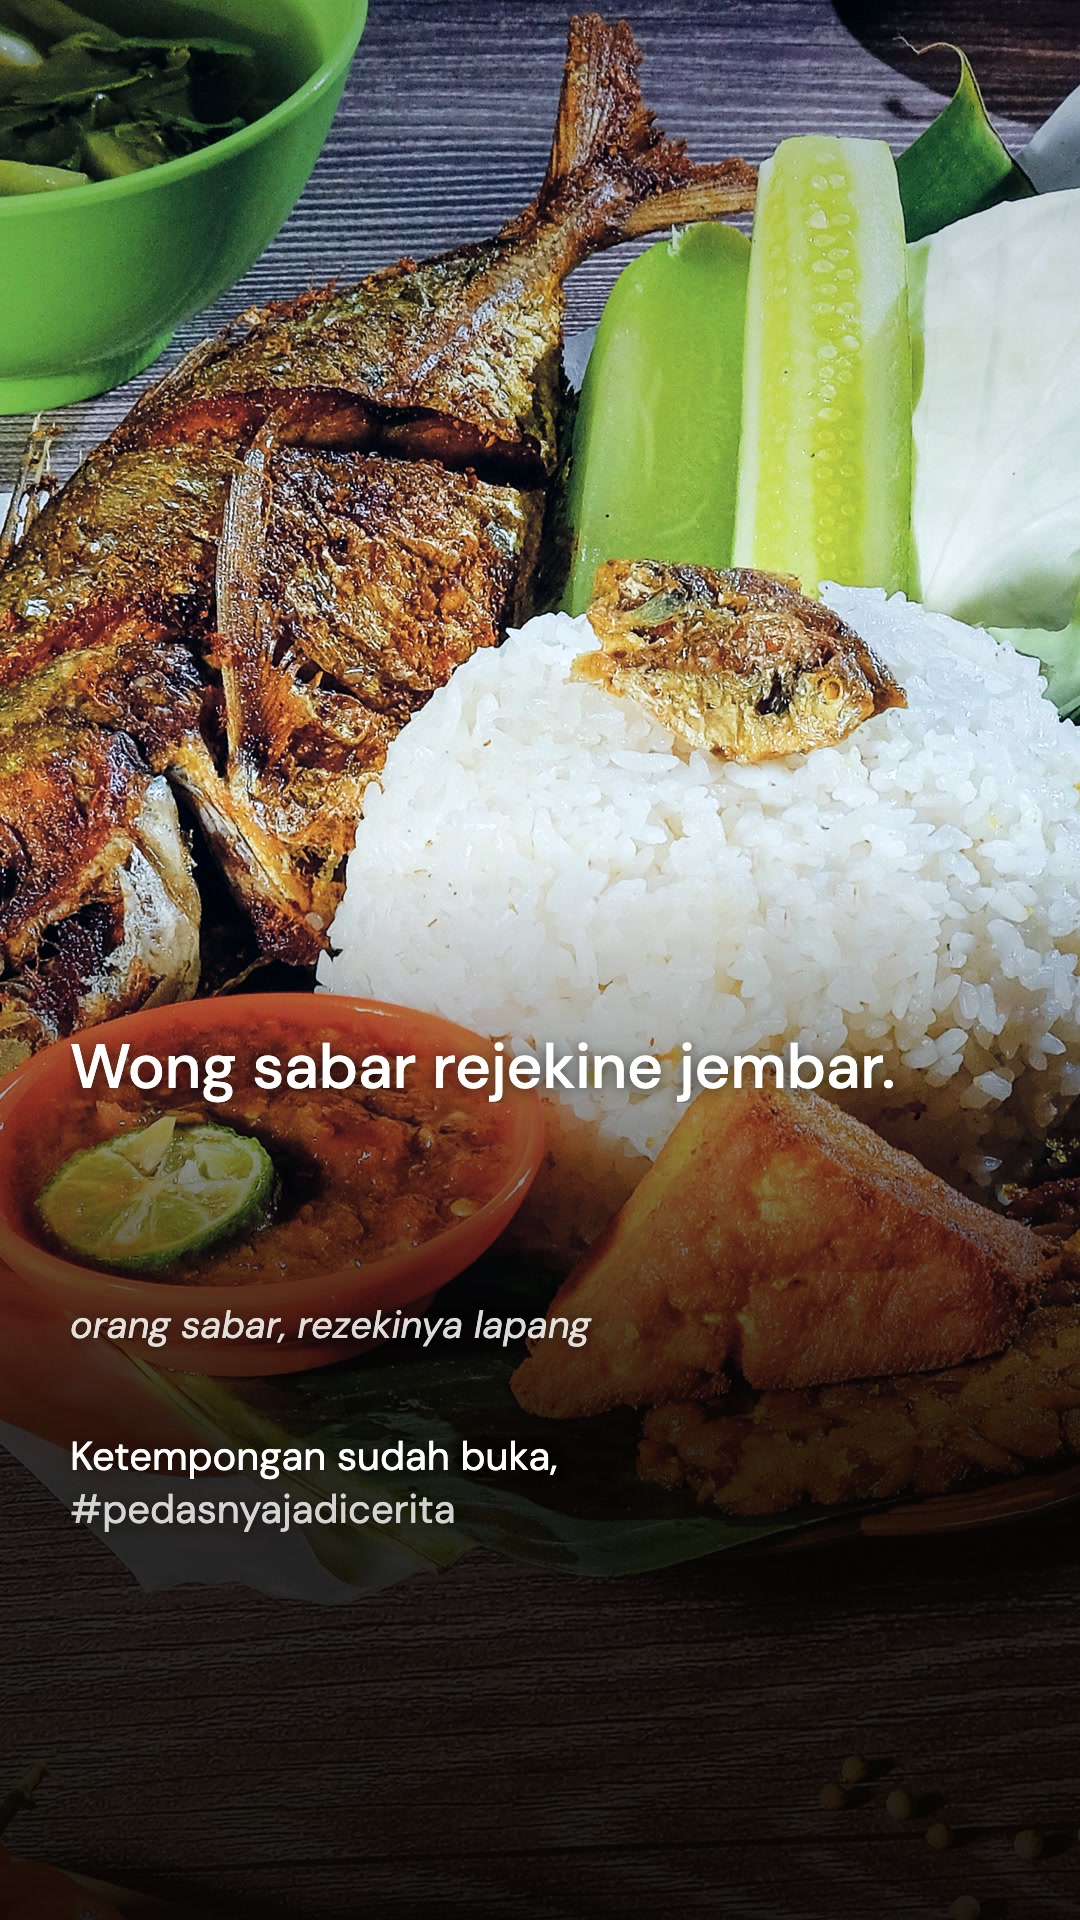 Wong sabar rejekine jembar.
orang sabar, rezekinya lapang
Ketempongan sudah buka,
#pedasnyajadicerita